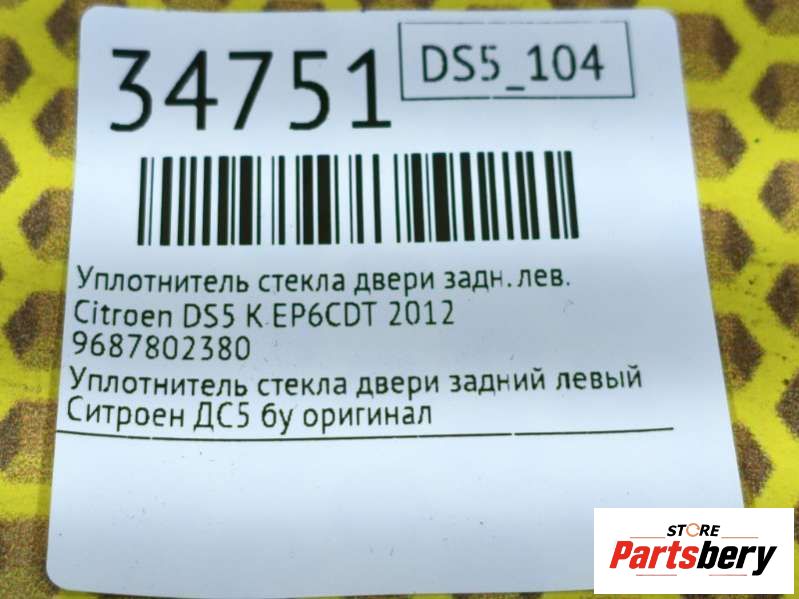 34751
DS5_104
Уплотнитель стекла двери задн.лев.
Citroen DS5 K.EP6CDT 2012
9687802380
Уплотнитель стекла двери задний левый
Ситроен ДС5 бу оригинал
STORE
Partsbery